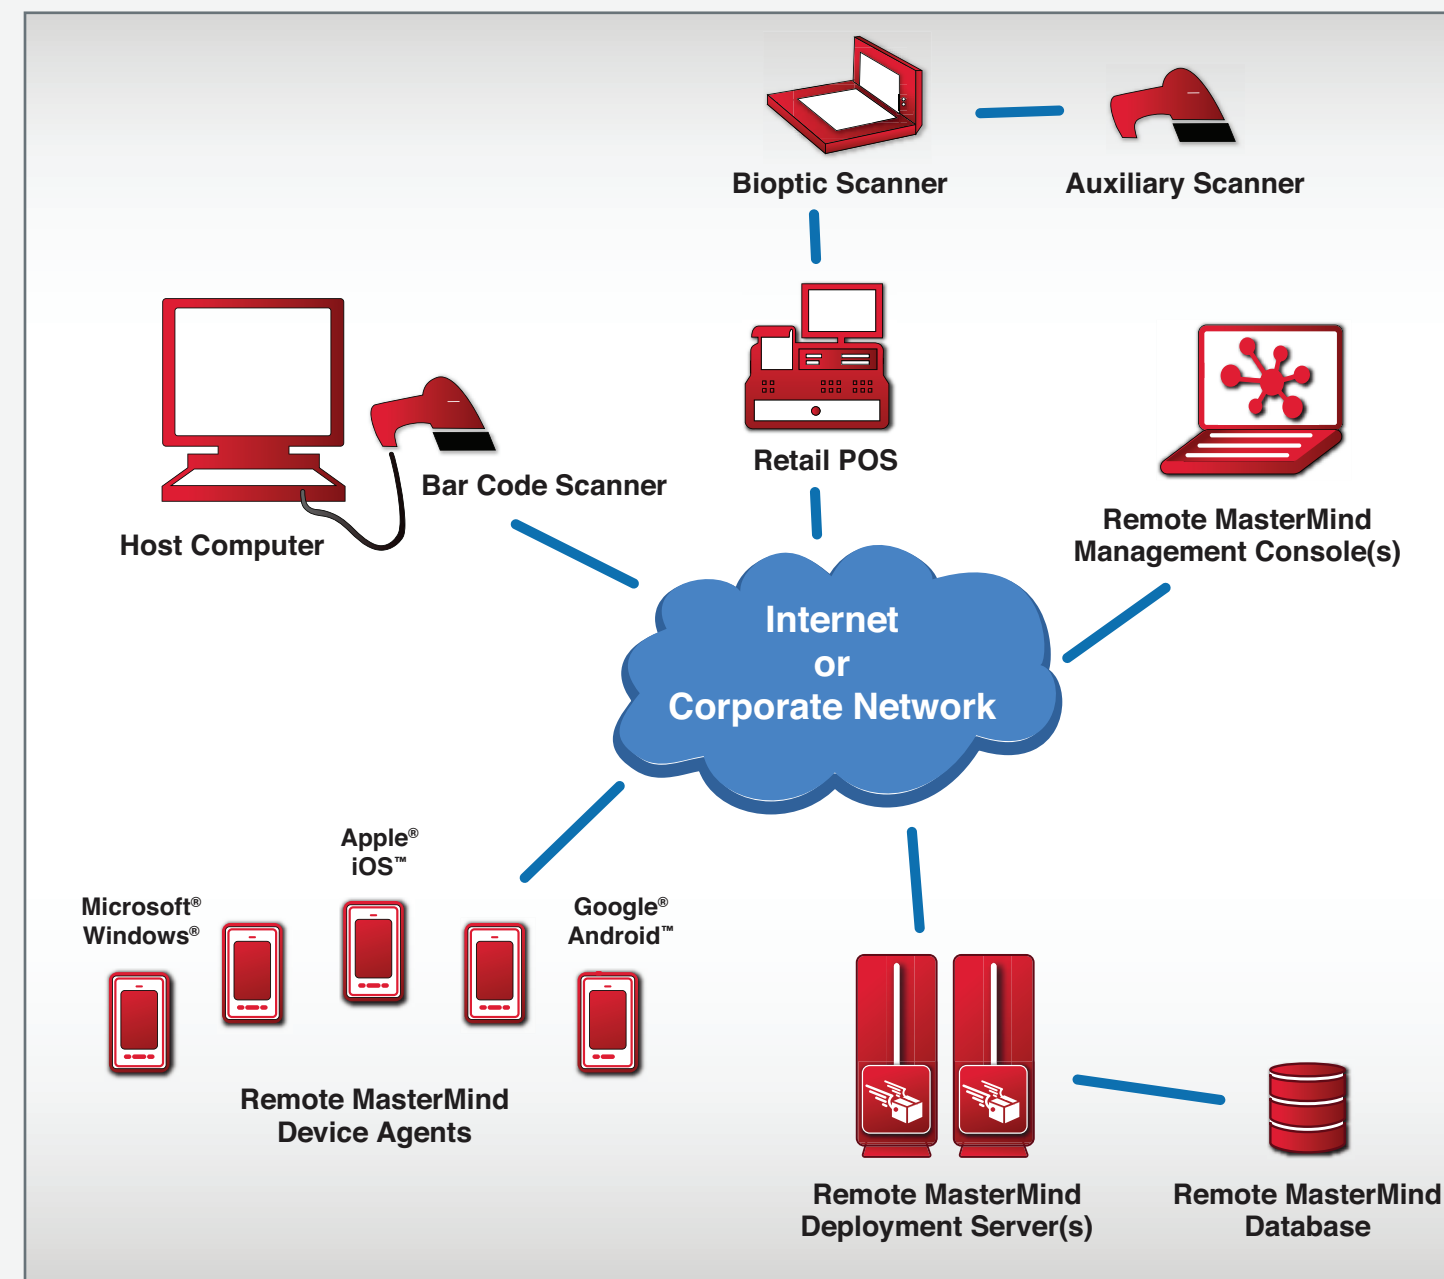 Bioptic Scanner
Auxiliary Scanner
Retail POS
Bar Code Scanner
Host Computer
Remote MasterMind
Management Console(s)
Internet
or
Corporate Network
Apple®
iOS™
Microsoft®
Windows®
Google®
Android™
Remote MasterMind
Device Agents
Remote MasterMind
Deployment Server(s)
Remote MasterMind
Database